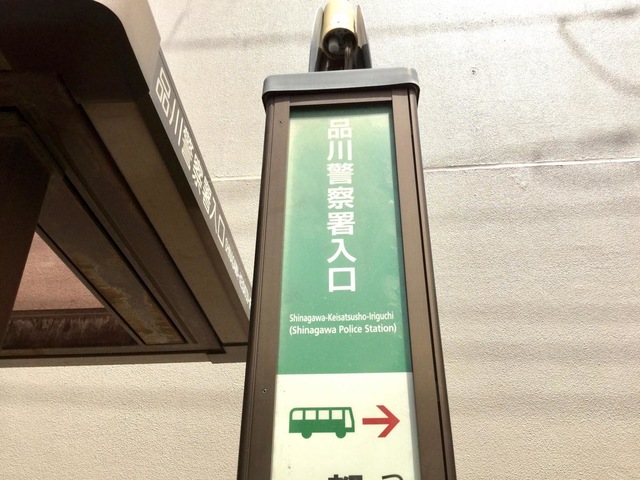 品川警察署入口
品川警察署入口
Shinagawa-Keisatsusho-Iriguchi
(Shinagawa Police Station)